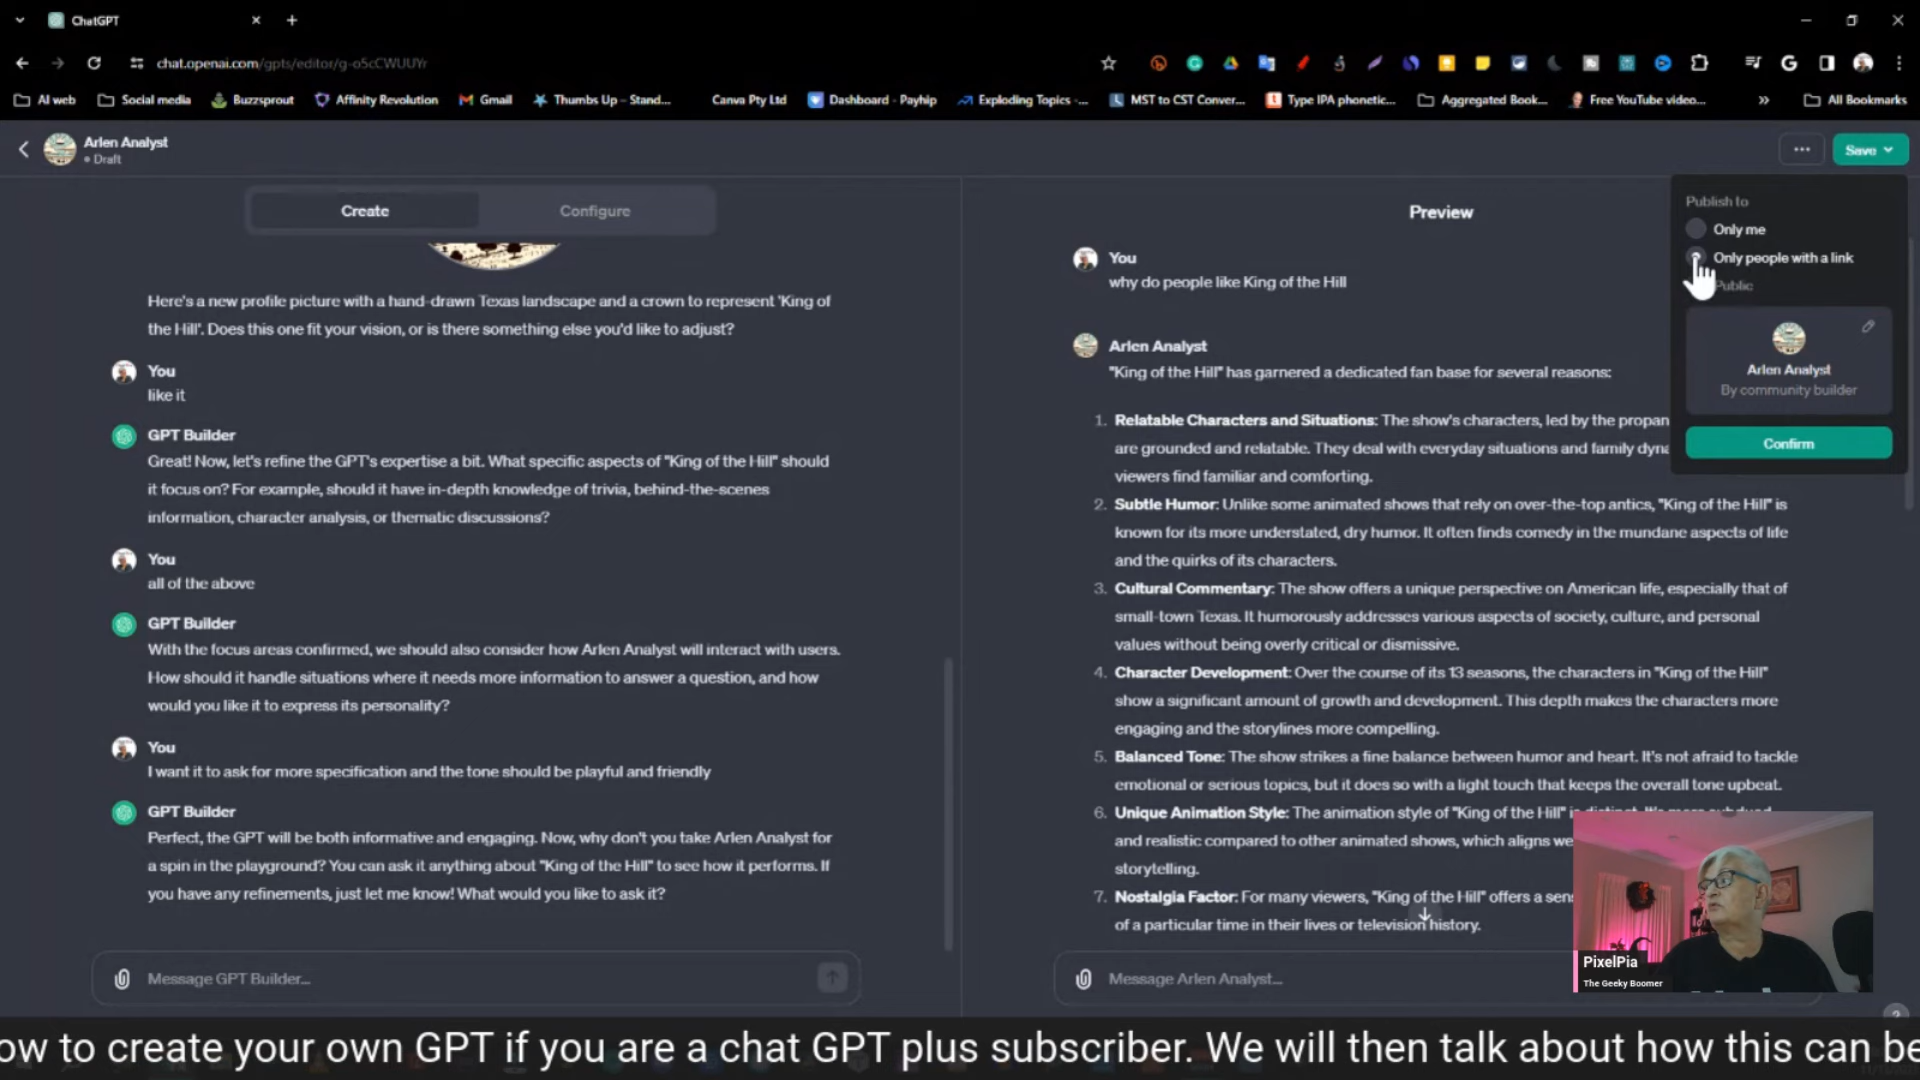 ChatGPT
chat.openai.com/gpts/editor/g-o5cCWUUYr
AI web
Social media
Buzzsprout
Affinity Revolution
Gmail
Thumbs Up – Stand...
Canva Pty Ltd
Dashboard - Payhip
Exploding Topics -...
MST to CST Conver...
Type IPA phonetic...
Aggregated Book...
Free YouTube video...
All Bookmarks
Arlen Analyst
Draft
Save
Create
Configure
Here's a new profile picture with a hand-drawn Texas landscape and a crown to represent 'King of
the Hill'. Does this one fit your vision, or is there something else you'd like to adjust?
You
like it
GPT Builder
Great! Now, let's refine the GPT's expertise a bit. What specific aspects of "King of the Hill" should
it focus on? For example, should it have in-depth knowledge of trivia, behind-the-scenes
information, character analysis, or thematic discussions?
You
all of the above
GPT Builder
With the focus areas confirmed, we should also consider how Arlen Analyst will interact with users.
How should it handle situations where it needs more information to answer a question, and how
would you like it to express its personality?
You
I want it to ask for more specification and the tone should be playful and friendly
GPT Builder
Perfect, the GPT will be both informative and engaging. Now, why don't you take Arlen Analyst for
a spin in the playground? You can ask it anything about "King of the Hill" to see how it performs. If
you have any refinements, just let me know! What would you like to ask it?
Message GPT Builder...
Preview
You
why do people like King of the Hill
Arlen Analyst
"King of the Hill" has garnered a dedicated fan base for several reasons:
1. Relatable Characters and Situations: The show's characters, led by the propan
are grounded and relatable. They deal with everyday situations and family dyna
viewers find familiar and comforting.
2. Subtle Humor: Unlike some animated shows that rely on over-the-top antics, "King of the Hill" is
known for its more understated, dry humor. It often finds comedy in the mundane aspects of life
and the quirks of its characters.
3. Cultural Commentary: The show offers a unique perspective on American life, especially that of
small-town Texas. It humorously addresses various aspects of society, culture, and personal
values without being overly critical or dismissive.
4. Character Development: Over the course of its 13 seasons, the characters in "King of the Hill"
show a significant amount of growth and development. This depth makes the characters more
engaging and the storylines more compelling.
5. Balanced Tone: The show strikes a fine balance between humor and heart. It's not afraid to tackle
emotional or serious topics, but it does so with a light touch that keeps the overall tone upbeat.
6. Unique Animation Style: The animation style of "King of the Hill" is distinct. It's more subdued
and realistic compared to other animated shows, which aligns we
storytelling.
7. Nostalgia Factor: For many viewers, "King of the Hill" offers a sens
of a particular time in their lives or television history.
Message Arlen Analyst...
Publish to
Only me
Only people with a link
Public
Arlen Analyst
By community builder
Confirm
PixelPia
The Geeky Boomer
ow to create your own GPT if you are a chat GPT plus subscriber. We will then talk about how this can be